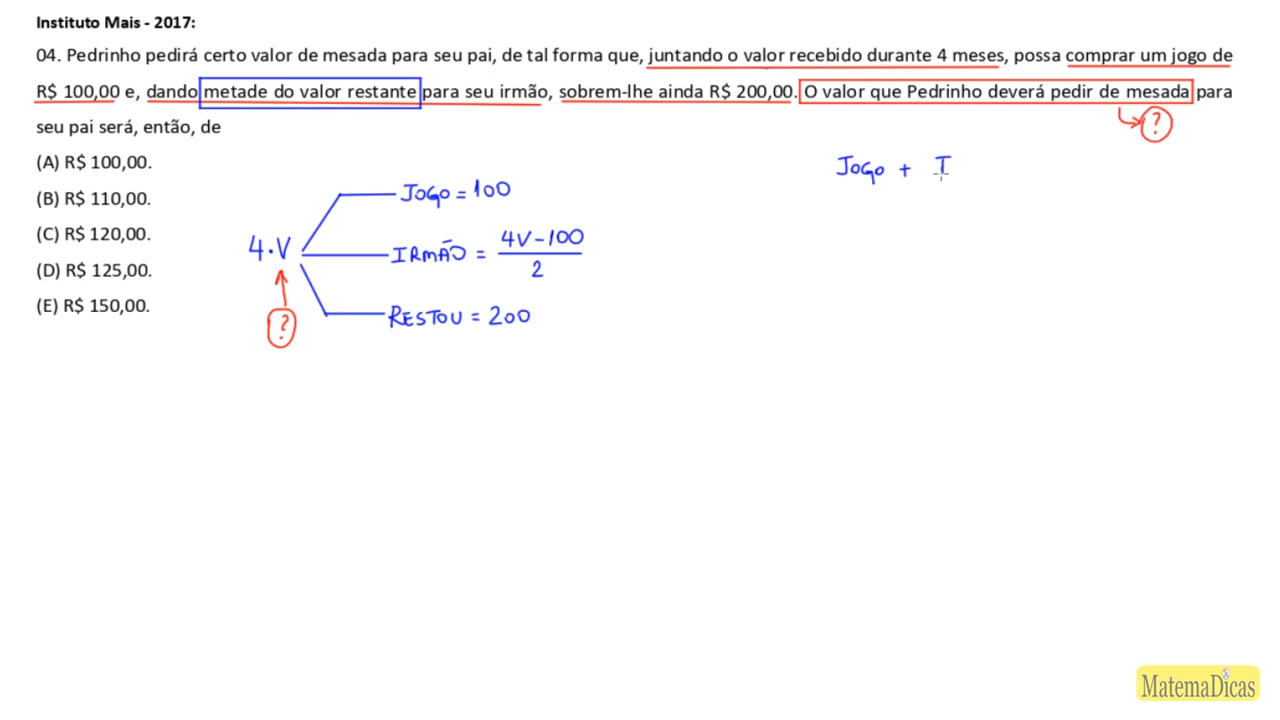 Instituto Mais - 2017:
04. Pedrinho pedirá certo valor de mesada para seu pai, de tal forma que, juntando o valor recebido durante 4 meses, possa comprar um jogo de
R$ 100,00 e, dando metade do valor restante para seu irmão, sobrem-lhe ainda R$ 200,00. O valor que Pedrinho deverá pedir de mesada para
seu pai será, então, de
?
(A) R$ 100,00.
(B) R$ 110,00.
(C) R$ 120,00.
(D) R$ 125,00.
(E) R$ 150,00.
4·V
?
JOGO = 100
IRMÃO = 4V-100
2
RESTOU = 200
JOGO + I
MatemaDicas